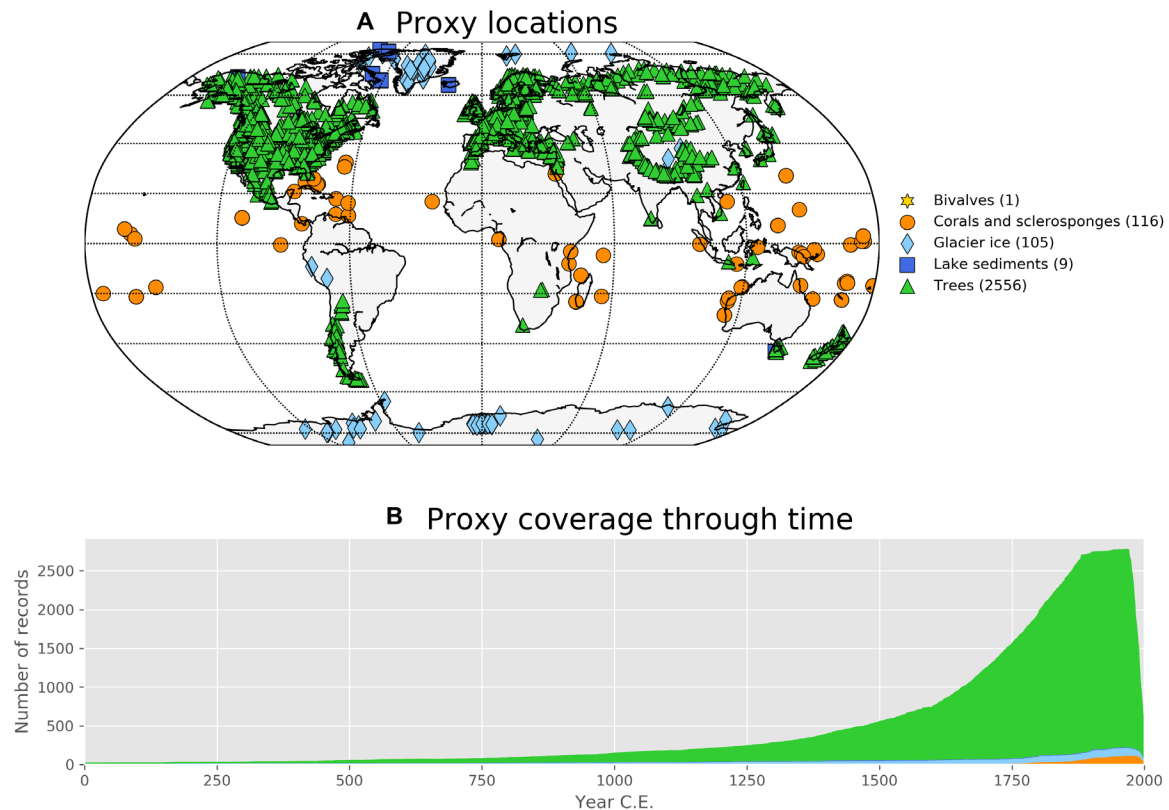 A Proxy locations
Bivalves (1)
Corals and sclerosponges (116)
Glacier ice (105)
Lake sediments (9)
Trees (2556)
B Proxy coverage through time
Number of records
2500
2000
1500
1000
500
0
0 250 500 750 1000 1250 1500 1750 2000
Year C.E.